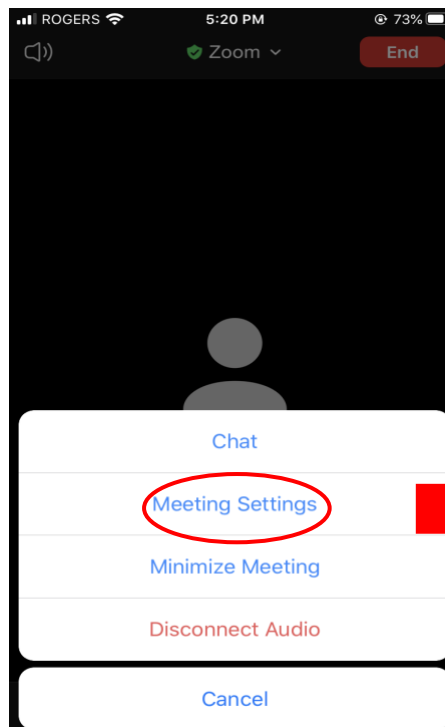 ROGERS 5:20 PM 73%
Zoom End
Chat
Meeting Settings
Minimize Meeting
Disconnect Audio
Cancel